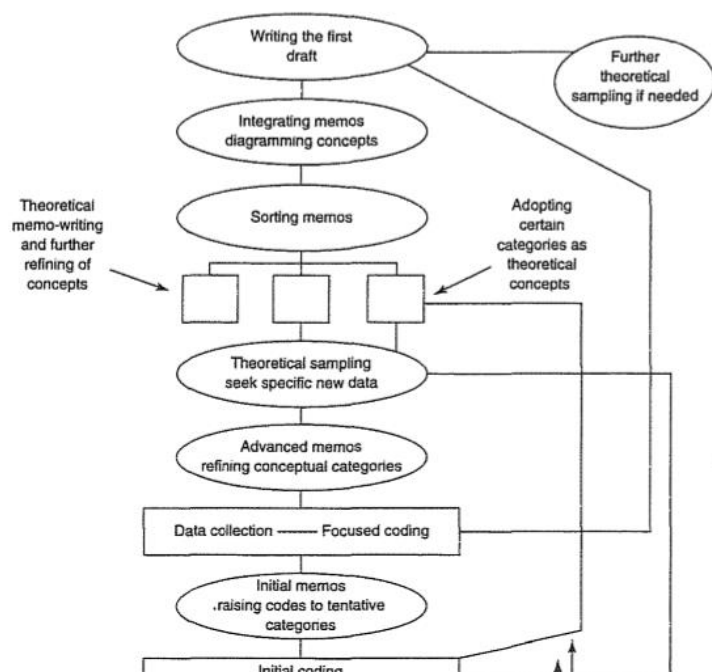 Writing the first
draft
Further
theoretical
sampling if needed
Integrating memos
diagramming concepts
Theoretical
memo-writing
and further
refining of
concepts
Sorting memos
Adopting
certain
categories as
theoretical
concepts
Theoretical sampling
seek specific new data
Advanced memos
refining conceptual categories
Data collection ------- Focused coding
Initial memos
raising codes to tentative
categories
Initial coding